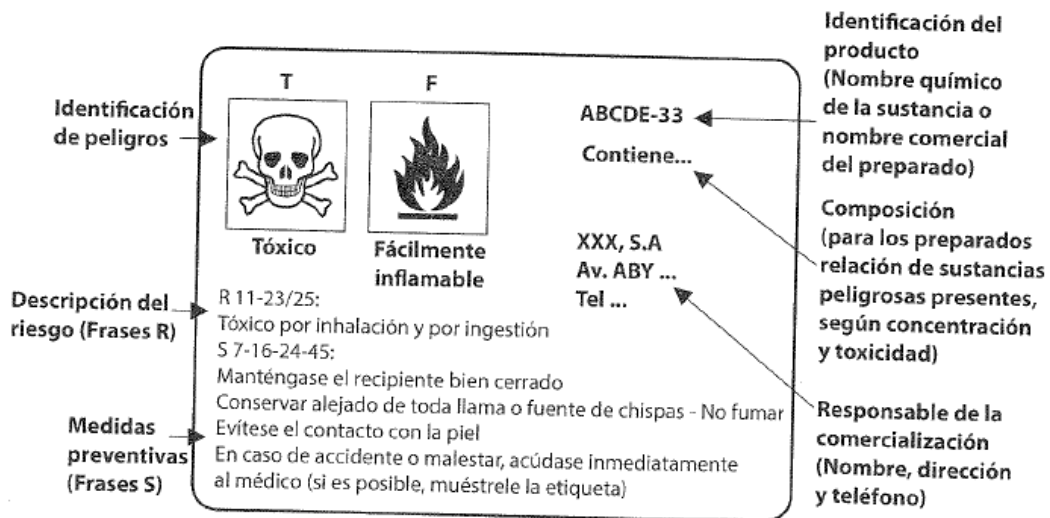 Identificación
de peligros
Descripción del
riesgo (Frases R)
Medidas
preventivas
(Frases S)
T
F
Tóxico
Fácilmente
inflamable
ABCDE-33
Contiene...
XXX, S.A
Av. ABY ...
Tel ...
R 11-23/25:
Tóxico por inhalación y por ingestión
S 7-16-24-45:
Manténgase el recipiente bien cerrado
Conservar alejado de toda llama o fuente de chispas - No fumar
Evítese el contacto con la piel
En caso de accidente o malestar, acúdase inmediatamente
al médico (si es posible, muéstrele la etiqueta)
Identificación del
producto
(Nombre químico
de la sustancia o
nombre comercial
del preparado)
Composición
(para los preparados
relación de sustancias
peligrosas presentes,
según concentración
y toxicidad)
Responsable de la
comercialización
(Nombre, dirección
y teléfono)